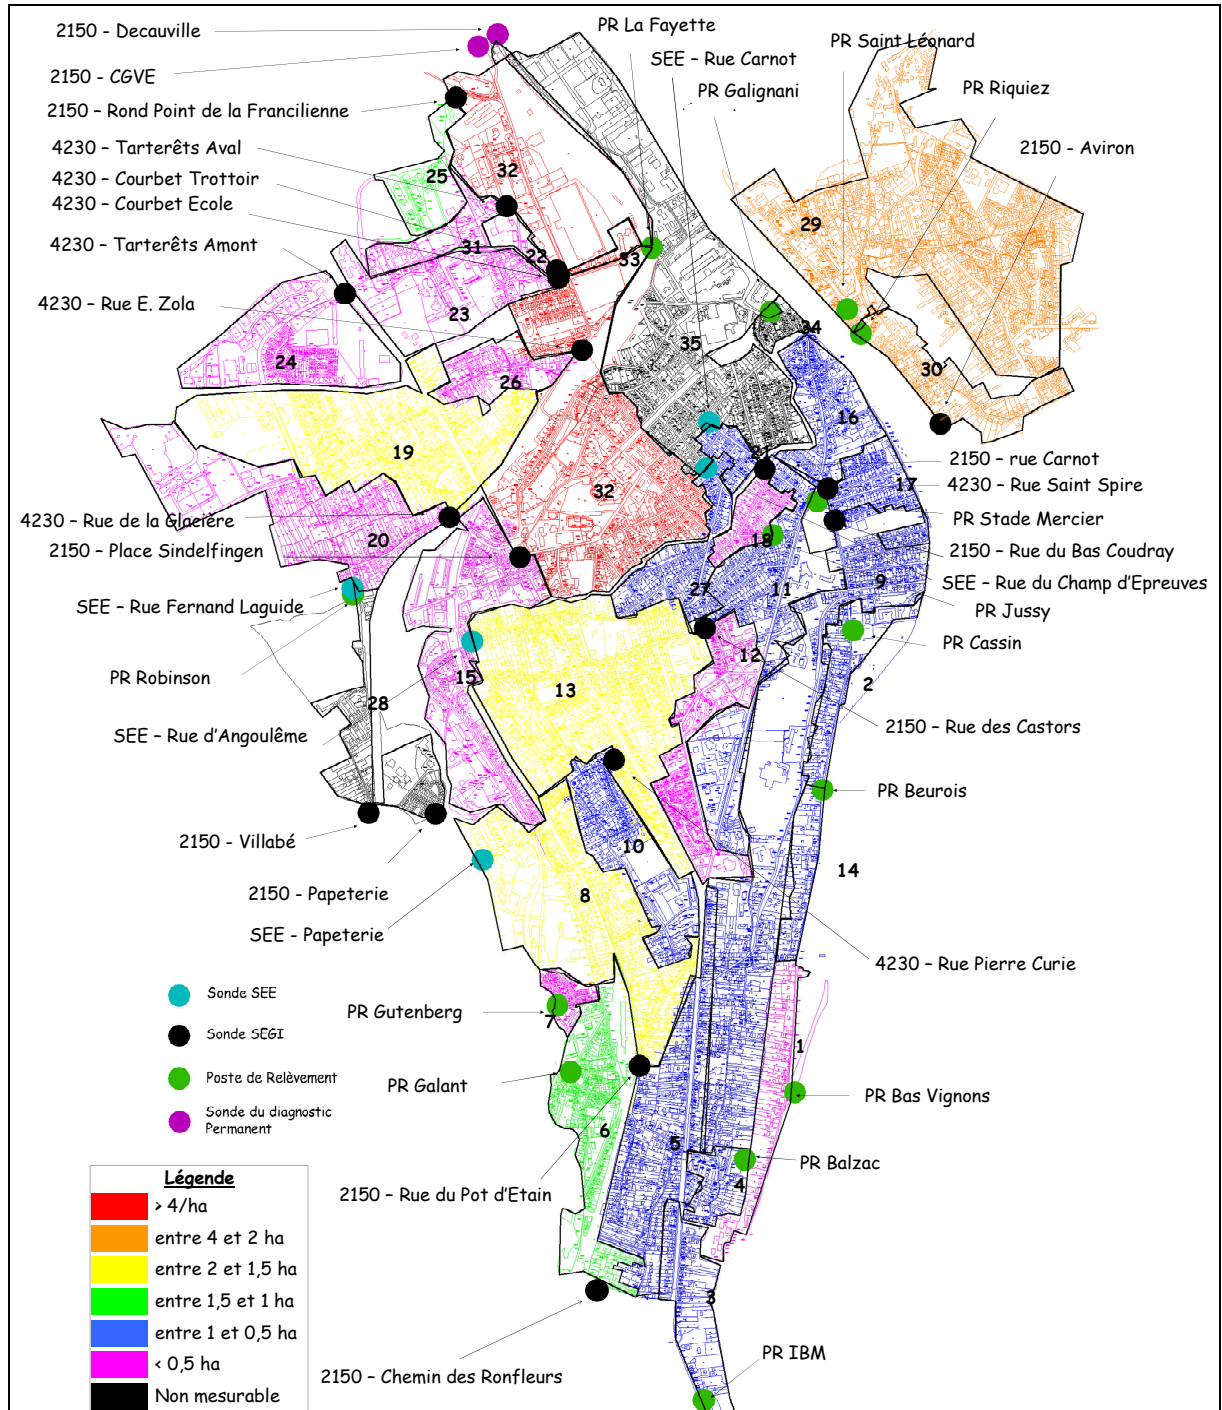 2150 - Decauville
PR La Fayette
SEE – Rue Carnot
PR Saint Léonard
2150 - CGVE
PR Galignani
PR Riquiez
2150 – Rond Point de la Francilienne
4230 – Tarterêts Aval
2150 - Aviron
4230 – Courbet Trottoir
4230 – Courbet Ecole
4230 – Tarterêts Amont
4230 – Rue E. Zola
25
32
29
31
22
33
23
34
35
24
30
26
16
19
21
2150 – rue Carnot
4230 – Rue Saint Spire
17
32
4230 – Rue de la Glacière
PR Stade Mercier
20
18
2150 – Place Sindelfingen
2150 – Rue du Bas Coudray
SEE – Rue du Champ d'Epreuves
9
27
11
SEE – Rue Fernand Laguide
PR Jussy
PR Cassin
PR Robinson
12
15
2
13
28
2150 – Rue des Castors
SEE – Rue d'Angoulême
PR Beurois
2150 - Villabé
10
14
2150 - Papeterie
8
SEE - Papeterie
4230 – Rue Pierre Curie
Sonde SEE
PR Gutenberg
7
Sonde SEGI
1
Poste de Relèvement
PR Galant
PR Bas Vignons
Sonde du diagnostic
Permanent
6
5
PR Balzac
4
2150 – Rue du Pot d'Etain
Légende
> 4/ha
entre 4 et 2 ha
entre 2 et 1,5 ha
entre 1,5 et 1 ha
entre 1 et 0,5 ha
< 0,5 ha
Non mesurable
3
PR IBM
2150 – Chemin des Ronfleurs